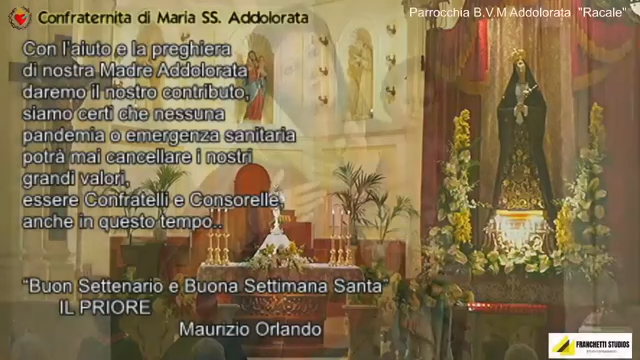 Confraternita di Maria SS. Addolorata
Parrocchia B.V.M Addolorata "Racale"
Con l'aiuto e la preghiera
di nostra Madre Addolorata
daremo il nostro contributo,
siamo certi che nessuna
pandemia o emergenza sanitaria
potrà mai cancellare i nostri
grandi valori,
essere Confratelli e Consorelle,
anche in questo tempo..
"Buon Settenario e Buona Settimana Santa"
IL PRIORE
Maurizio Orlando
FRANCHETTI STUDIOS